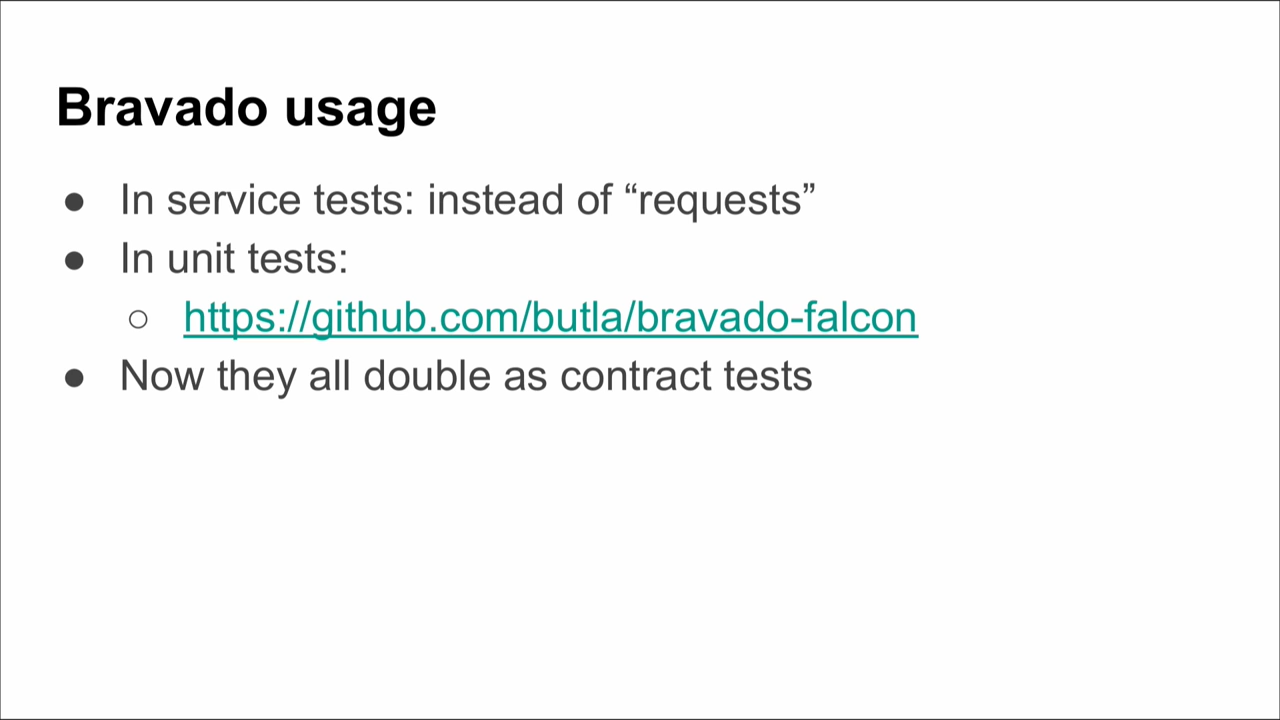 Bravado usage
● In service tests: instead of “requests”
● In unit tests:
○ https://github.com/butla/bravado-falcon
● Now they all double as contract tests